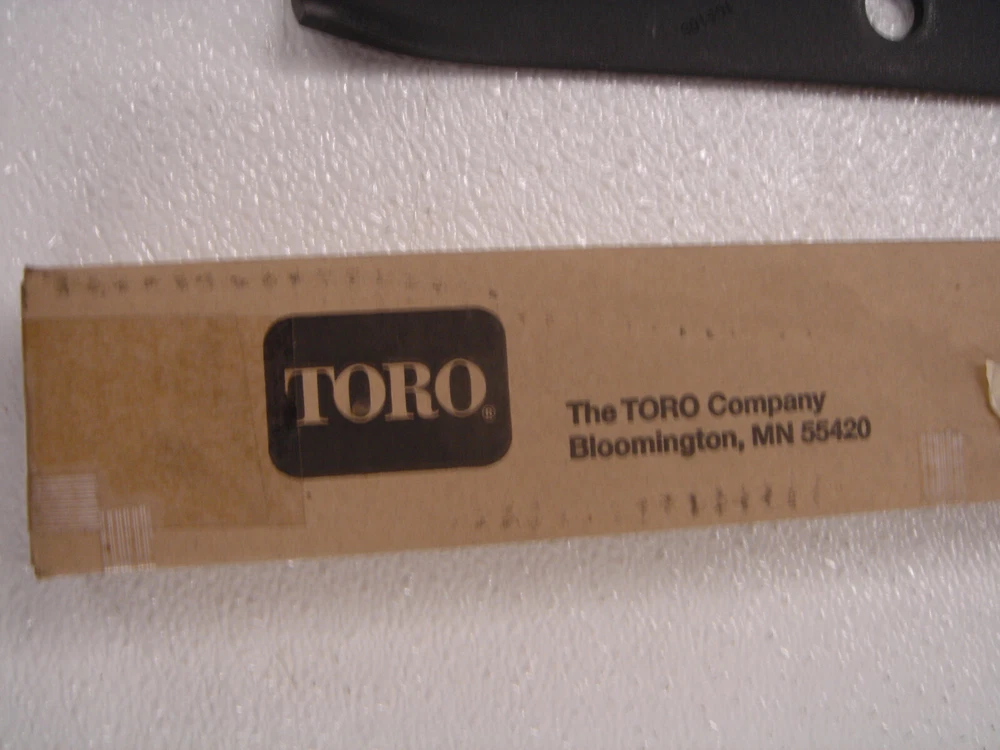 TORO®
The TORO Company
Bloomington, MN 55420